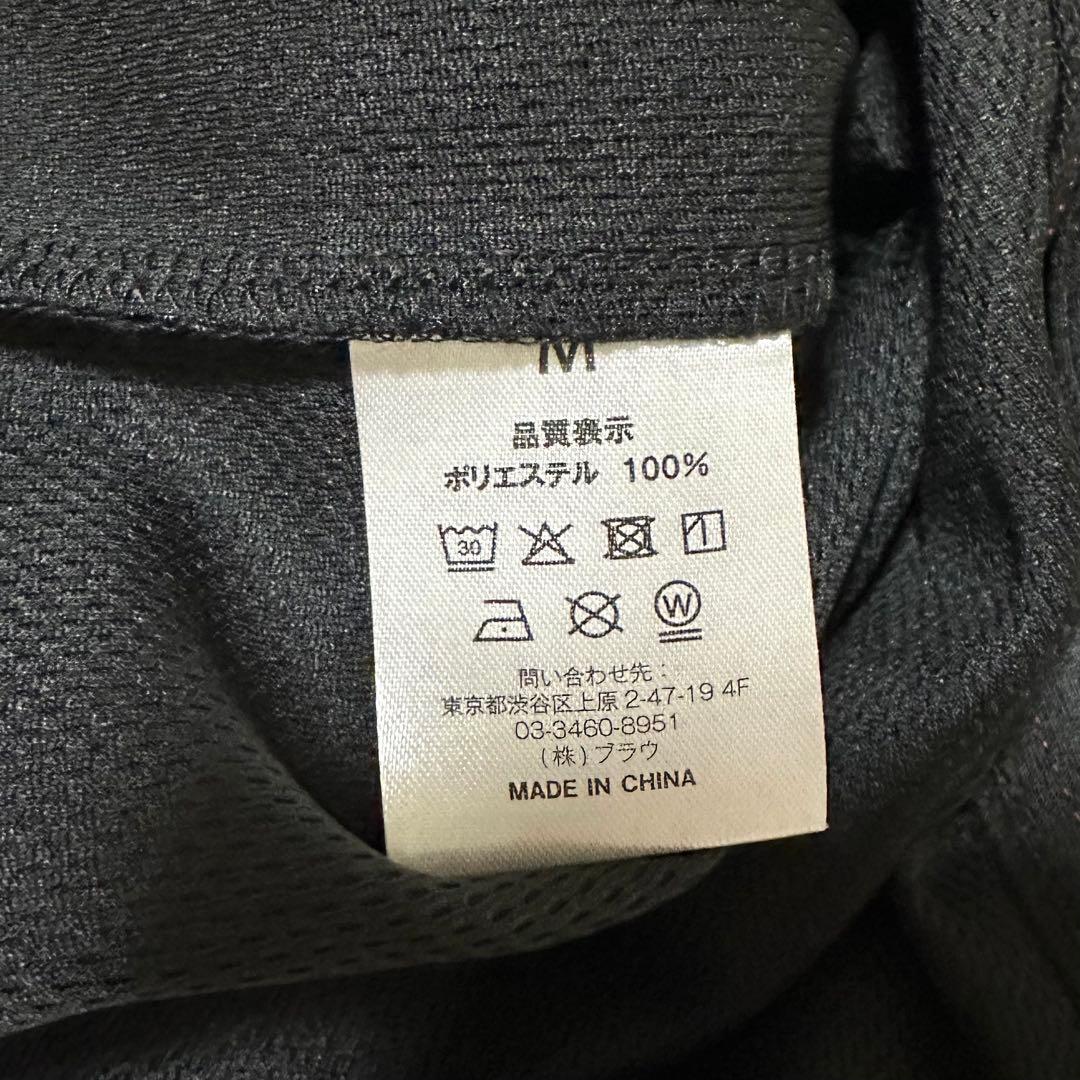 M
品質表示
ポリエステル 100%
30
W
問い合わせ先：
東京都渋谷区上原 2-47-19 4F
03-3460-8951
(株)ブラウ
MADE IN CHINA